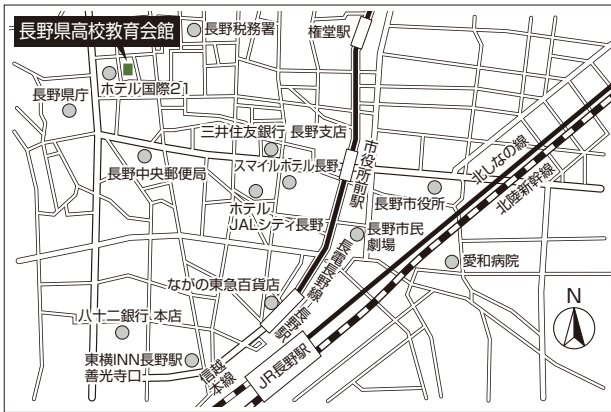 長野県高校教育会館
長野税務署
権堂駅
ホテル国際21
長野県庁
三井住友銀行 長野支店
市役所前駅
北しなの線
北陸新幹線
長野中央郵便局
スマイルホテル長野
長野市役所
ホテル
JALシティ長野
長野市民
劇場
愛和病院
長電長野線
ながの東急百貨店
長野駅
N
八十二銀行 本店
信越
本線
JR長野駅
東横INN長野駅
善光寺口